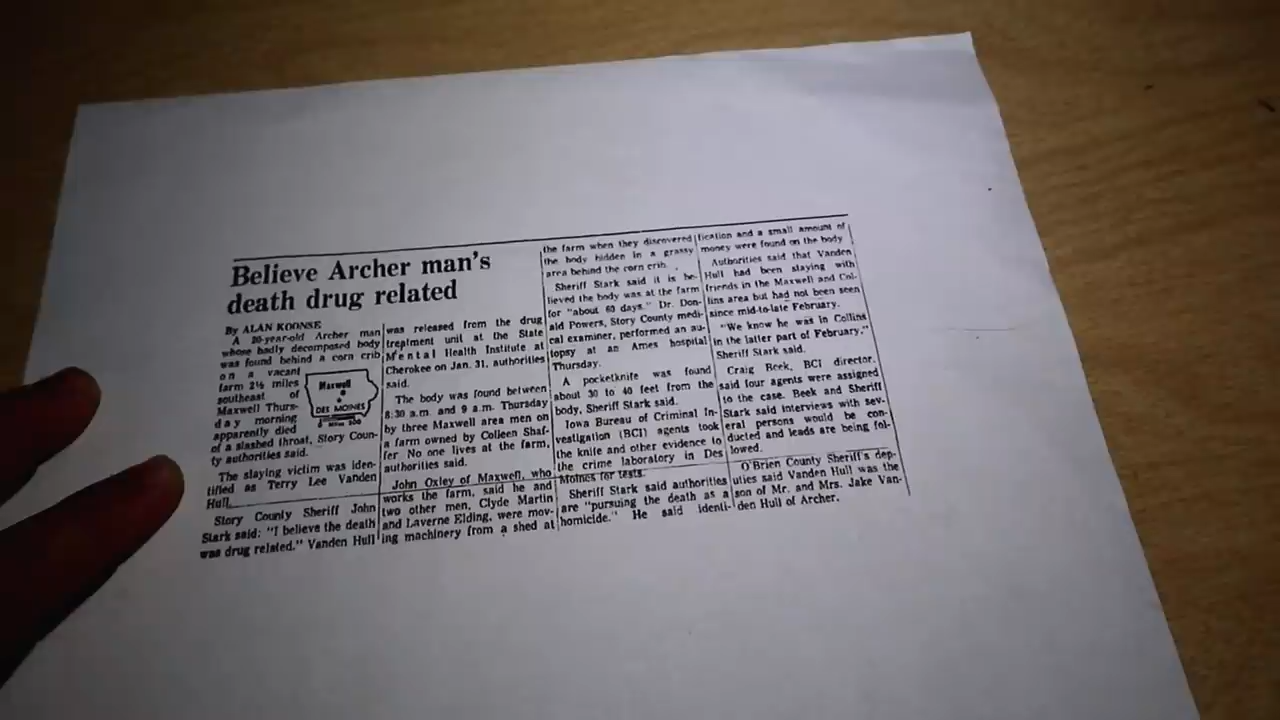 Believe Archer man's
death drug related
By ALAN KOONSE
A 20-year-old Archer man
whose badly decomposed body
was found behind a corn crib
on a vacant
farm 2½ miles
southeast of
Maxwell Thurs-
day morning
apparently died
of a slashed throat, Story Coun-
ty authorities said.
Maxwell
DES MOINES
The slaying victim was iden-
tified as Terry Lee Vanden
Hull.
Story County Sheriff John
Stark said: "I believe the death
was drug related." Vanden Hull
was released from the drug
treatment unit at the State
Mental Health Institute at
Cherokee on Jan. 31, authorities
said.
The body was found between
8:30 a.m. and 9 a.m. Thursday
by three Maxwell area men on
a farm owned by Colleen Shaf-
fer. No one lives at the farm,
authorities said.
John Oxley of Maxwell, who
works the farm, said he and
two other men, Clyde Martin
and Laverne Elding, were mov-
ing machinery from a shed at
the farm when they discovered
the body hidden in a grassy
area behind the corn crib.
Sheriff Stark said it is be-
lieved the body was at the farm
for "about 60 days." Dr. Don-
ald Powers, Story County medi-
cal examiner, performed an au-
topsy at an Ames hospital
Thursday.
A pocketknife was found
about 30 to 40 feet from the
body, Sheriff Stark said.
Iowa Bureau of Criminal In-
vestigation (BCI) agents took
the knife and other evidence to
the crime laboratory in Des
Moines for tests.
Sheriff Stark said authorities
are "pursuing the death as a
homicide." He said identi-
fication and a small amount of
money were found on the body
Authorities said that Vanden
Hull had been staying with
friends in the Maxwell and Col-
lins area but had not been seen
since mid-to-late February.
"We know he was in Collins
in the latter part of February,"
Sheriff Stark said.
Craig Beek, BCI director,
said four agents were assigned
to the case. Beek and Sheriff
Stark said interviews with sev-
eral persons would be con-
ducted and leads are being fol-
lowed.
O'Brien County Sheriff's dep-
uties said Vanden Hull was the
son of Mr. and Mrs. Jake Van-
den Hull of Archer.